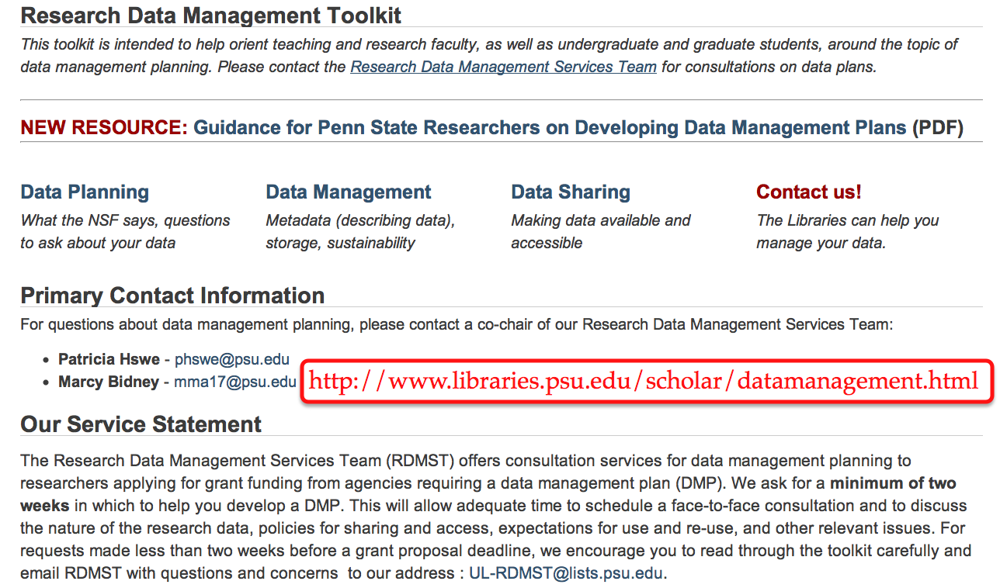 Research Data Management Toolkit
This toolkit is intended to help orient teaching and research faculty, as well as undergraduate and graduate students, around the topic of
data management planning. Please contact the Research Data Management Services Team for consultations on data plans.
NEW RESOURCE: Guidance for Penn State Researchers on Developing Data Management Plans (PDF)
Data Planning
What the NSF says, questions
to ask about your data
Data Management
Metadata (describing data),
storage, sustainability
Data Sharing
Making data available and
accessible
Contact us!
The Libraries can help you
manage your data.
Primary Contact Information
For questions about data management planning, please contact a co-chair of our Research Data Management Services Team:
• Patricia Hswe - phswe@psu.edu
• Marcy Bidney - mma17@psu.edu
http://www.libraries.psu.edu/scholar/datamanagement.html
Our Service Statement
The Research Data Management Services Team (RDMST) offers consultation services for data management planning to
researchers applying for grant funding from agencies requiring a data management plan (DMP). We ask for a minimum of two
weeks in which to help you develop a DMP. This will allow adequate time to schedule a face-to-face consultation and to discuss
the nature of the research data, policies for sharing and access, expectations for use and re-use, and other relevant issues. For
requests made less than two weeks before a grant proposal deadline, we encourage you to read through the toolkit carefully and
email RDMST with questions and concerns  to our address : UL-RDMST@lists.psu.edu.